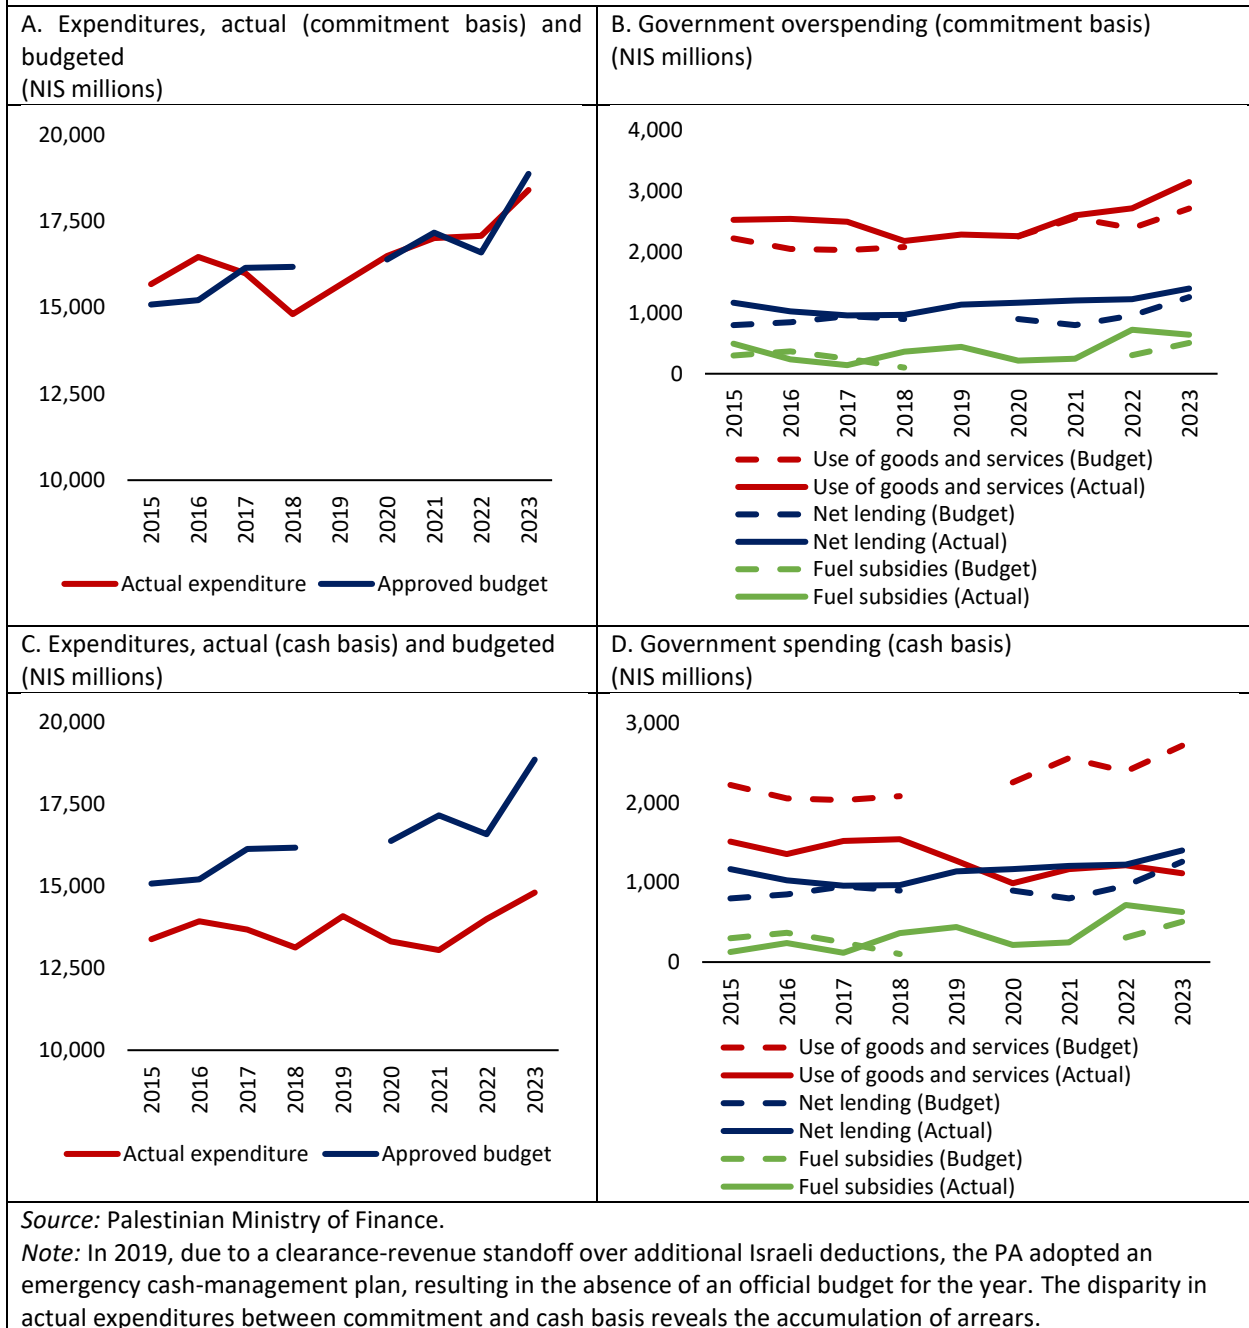 A. Expenditures, actual (commitment basis) and
budgeted
(NIS millions)
20,000
17,500
15,000
12,500
10,000
2015
2016
2017
2018
2019
2020
2021
2022
2023
Actual expenditure
Approved budget
B. Government overspending (commitment basis)
(NIS millions)
4,000
3,000
2,000
1,000
0
2015
2016
2017
2018
2019
2020
2021
2022
2023
Use of goods and services (Budget)
Use of goods and services (Actual)
Net lending (Budget)
Net lending (Actual)
Fuel subsidies (Budget)
Fuel subsidies (Actual)
C. Expenditures, actual (cash basis) and budgeted
(NIS millions)
20,000
17,500
15,000
12,500
10,000
2015
2016
2017
2018
2019
2020
2021
2022
2023
Actual expenditure
Approved budget
D. Government spending (cash basis)
(NIS millions)
3,000
2,000
1,000
0
2015
2016
2017
2018
2019
2020
2021
2022
2023
Use of goods and services (Budget)
Use of goods and services (Actual)
Net lending (Budget)
Net lending (Actual)
Fuel subsidies (Budget)
Fuel subsidies (Actual)
Source: Palestinian Ministry of Finance.
Note: In 2019, due to a clearance-revenue standoff over additional Israeli deductions, the PA adopted an
emergency cash-management plan, resulting in the absence of an official budget for the year. The disparity in
actual expenditures between commitment and cash basis reveals the accumulation of arrears.